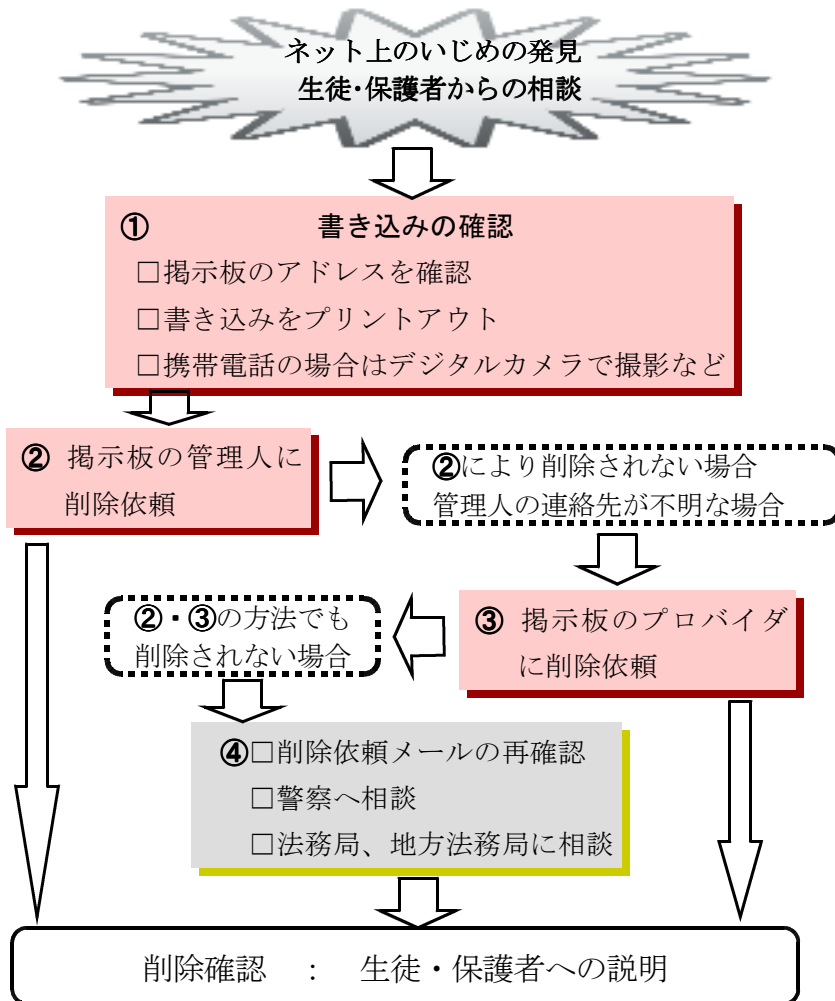 ネット上のいじめの発見
生徒・保護者からの相談
① 書き込みの確認
□掲示板のアドレスを確認
□書き込みをプリントアウト
□携帯電話の場合はデジタルカメラで撮影など
② 掲示板の管理人に
削除依頼
②により削除されない場合
管理人の連絡先が不明な場合
②・③の方法でも
削除されない場合
③ 掲示板のプロバイダ
に削除依頼
④□削除依頼メールの再確認
□警察へ相談
□法務局、地方法務局に相談
削除確認 : 生徒・保護者への説明